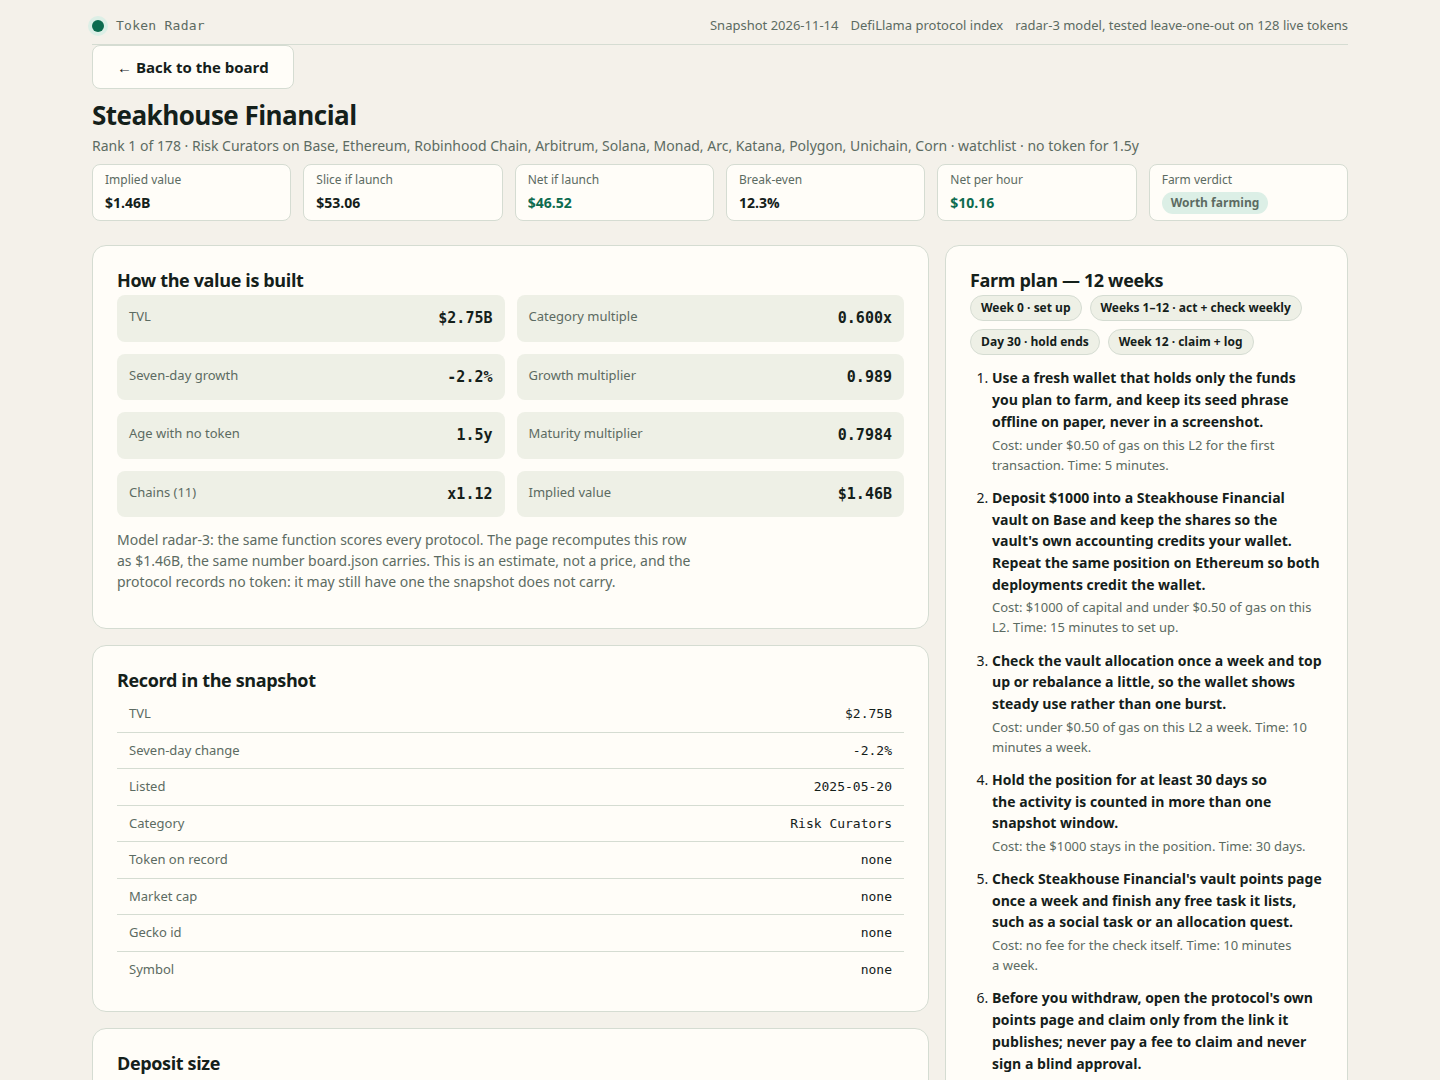 Token Radar
Snapshot 2026-11-14 DefiLlama protocol index radar-3 model, tested leave-one-out on 128 live tokens
← Back to the board
Steakhouse Financial
Rank 1 of 178 · Risk Curators on Base, Ethereum, Robinhood Chain, Arbitrum, Solana, Monad, Arc, Katana, Polygon, Unichain, Corn · watchlist · no token for 1.5y
Implied value
$1.46B
Slice if launch
$53.06
Net if launch
$46.52
Break-even
12.3%
Net per hour
$10.16
Farm verdict
Worth farming
How the value is built
TVL $2.75B
Category multiple 0.600x
Seven-day growth -2.2%
Growth multiplier 0.989
Age with no token 1.5y
Maturity multiplier 0.7984
Chains (11) x1.12
Implied value $1.46B
Model radar-3: the same function scores every protocol. The page recomputes this row
as $1.46B, the same number board.json carries. This is an estimate, not a price, and the
protocol records no token: it may still have one the snapshot does not carry.
Record in the snapshot
TVL $2.75B
Seven-day change -2.2%
Listed 2025-05-20
Category Risk Curators
Token on record none
Market cap none
Gecko id none
Symbol none
Deposit size
Farm plan — 12 weeks
Week 0 · set up
Weeks 1–12 · act + check weekly
Day 30 · hold ends
Week 12 · claim + log
1. Use a fresh wallet that holds only the funds
you plan to farm, and keep its seed phrase
offline on paper, never in a screenshot.
Cost: under $0.50 of gas on this L2 for the first
transaction. Time: 5 minutes.
2. Deposit $1000 into a Steakhouse Financial
vault on Base and keep the shares so the
vault's own accounting credits your wallet.
Repeat the same position on Ethereum so both
deployments credit the wallet.
Cost: $1000 of capital and under $0.50 of gas on this
L2. Time: 15 minutes to set up.
3. Check the vault allocation once a week and top
up or rebalance a little, so the wallet shows
steady use rather than one burst.
Cost: under $0.50 of gas on this L2 a week. Time: 10
minutes a week.
4. Hold the position for at least 30 days so
the activity is counted in more than one
snapshot window.
Cost: the $1000 stays in the position. Time: 30 days.
5. Check Steakhouse Financial's vault points page
once a week and finish any free task it lists,
such as a social task or an allocation quest.
Cost: no fee for the check itself. Time: 10 minutes
a week.
6. Before you withdraw, open the protocol's own
points page and claim only from the link it
publishes; never pay a fee to claim and never
sign a blind approval.